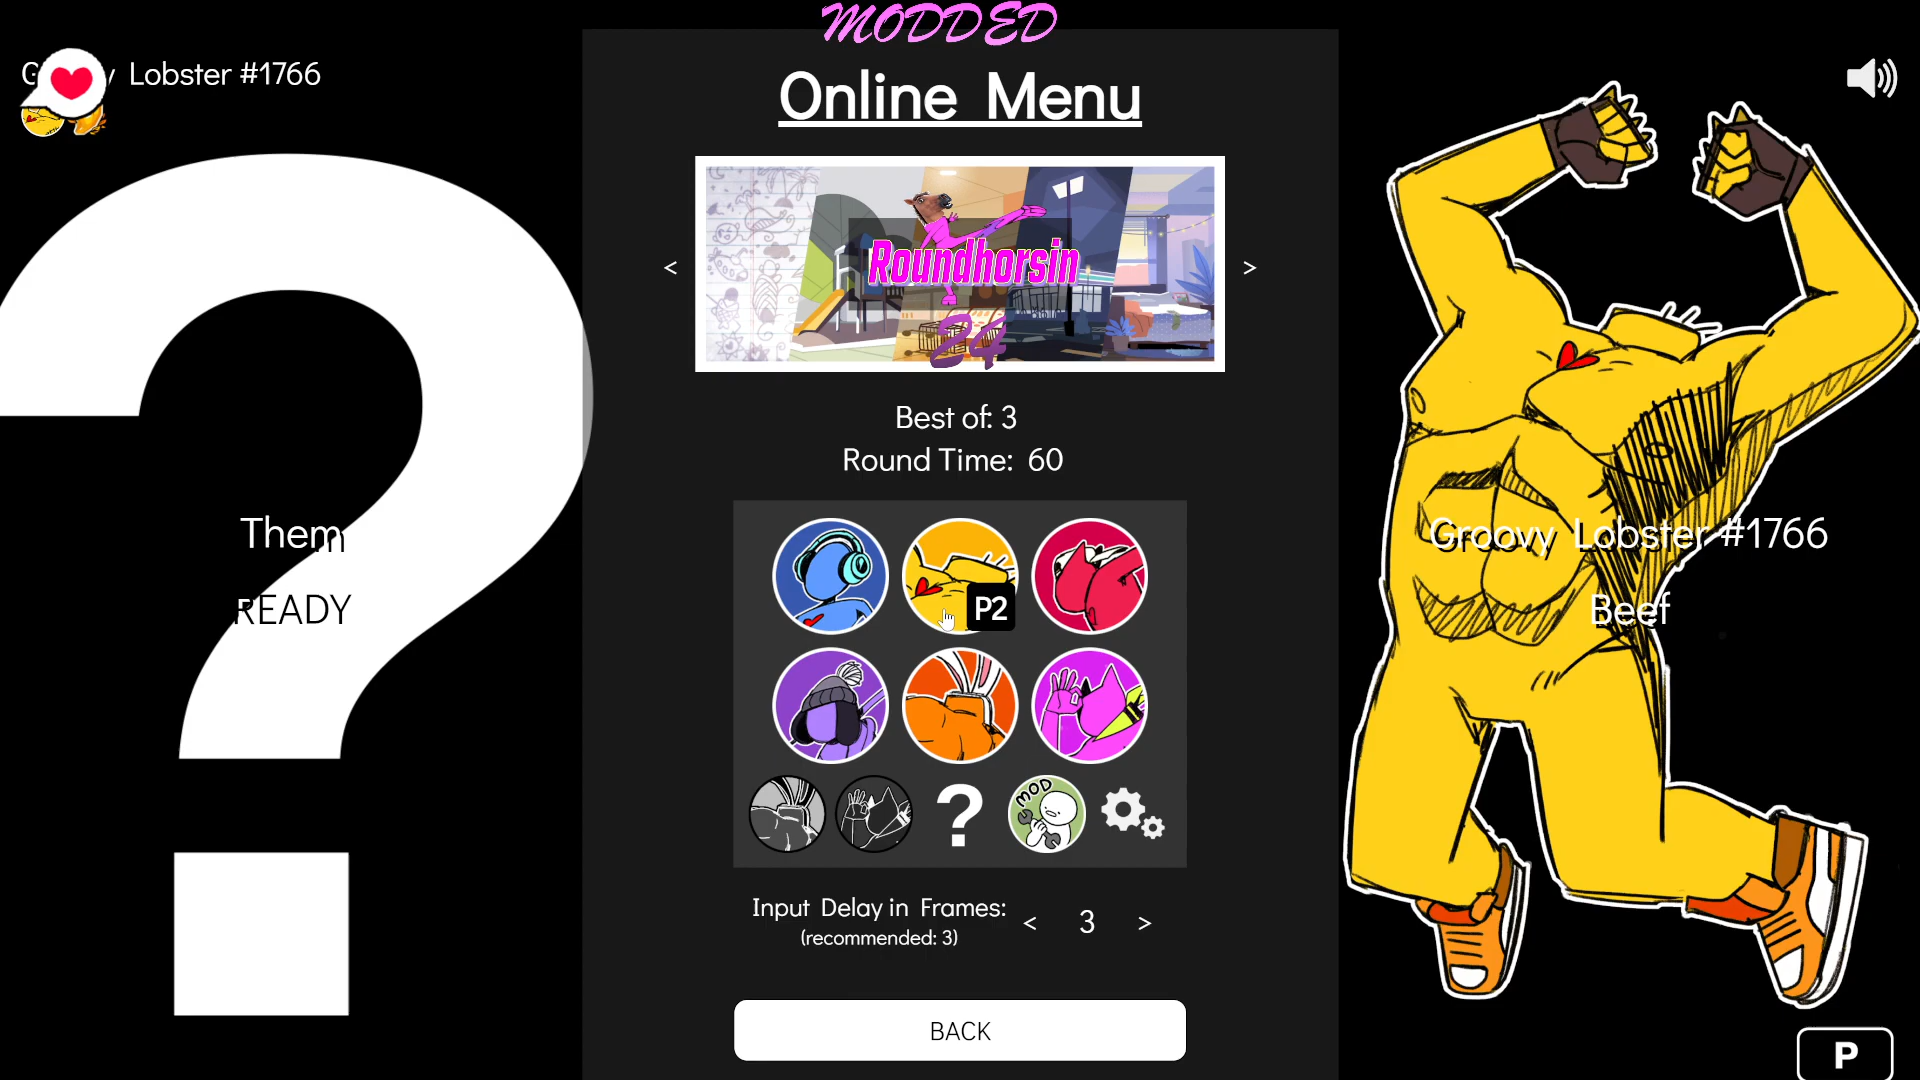 MODDED
Lobster #1766
Online Menu
< >
Roundhorsin
24
Best of: 3
Round Time: 60
Them
READY
Groovy Lobster #1766
Beef
P2
MOD
?
Input Delay in Frames:
(recommended: 3)
< 3 >
BACK
P